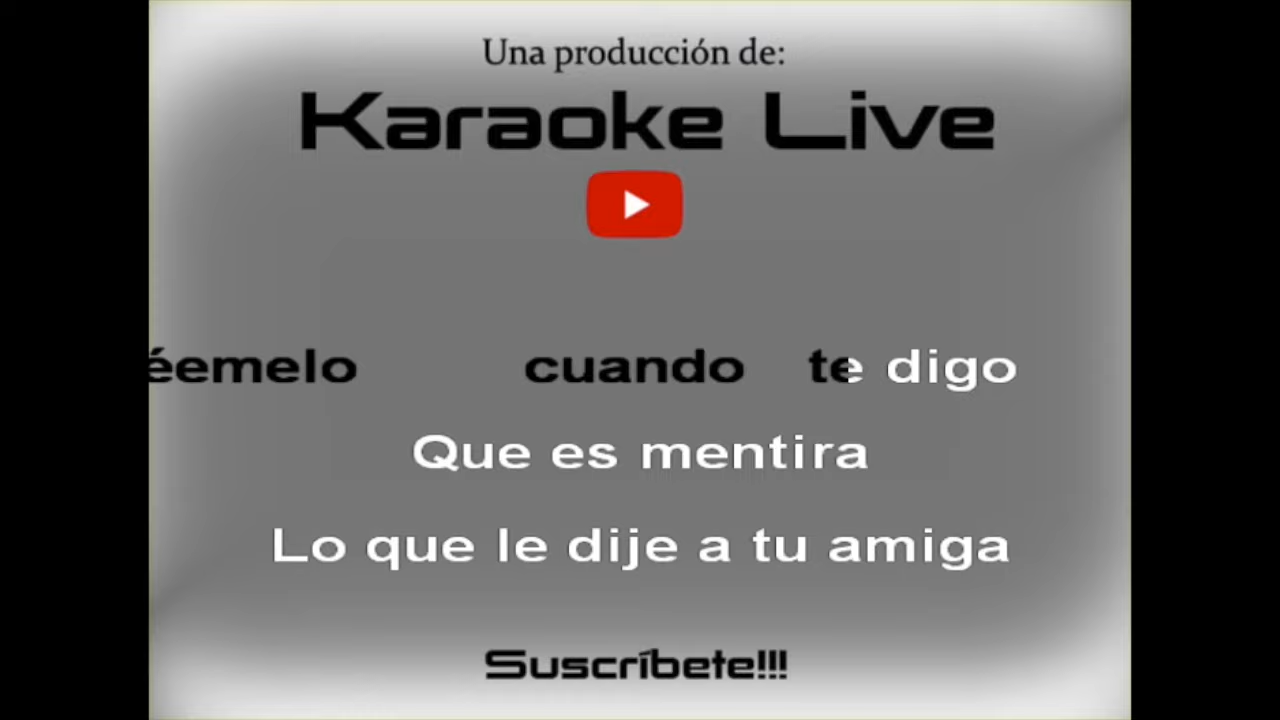 Una producción de:
Karaoke Live
éemelo cuando te digo
Que es mentira
Lo que le dije a tu amiga
Suscríbete!!!